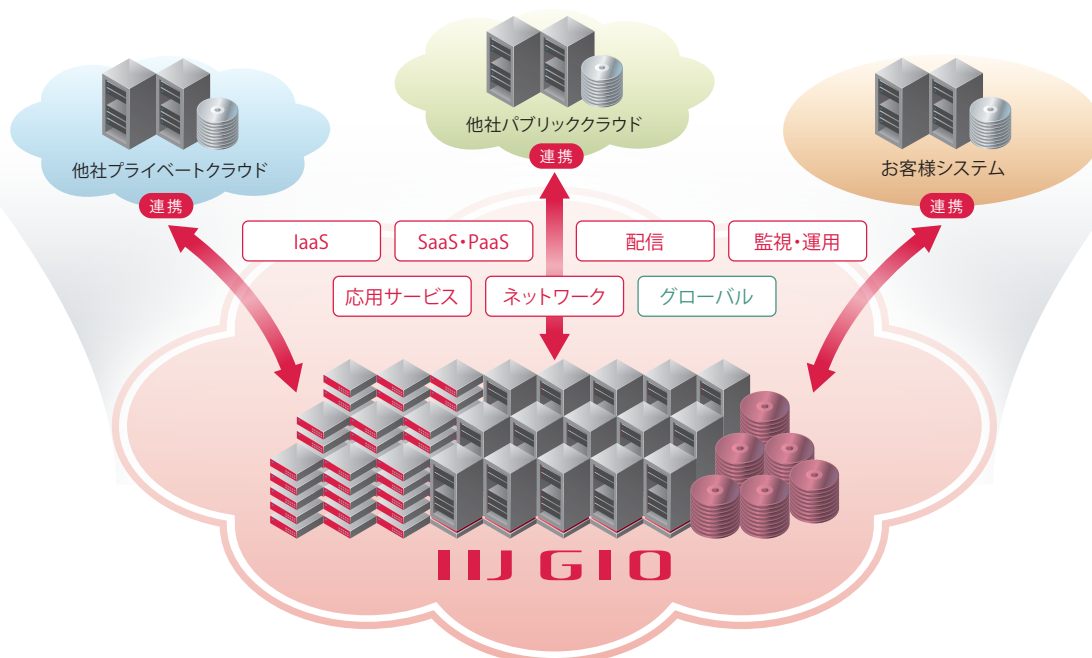 他社パブリッククラウド
連携
他社プライベートクラウド
連携
お客様システム
連携
IaaS
SaaS・PaaS
配信
監視・運用
応用サービス
ネットワーク
グローバル
IIJ GIO